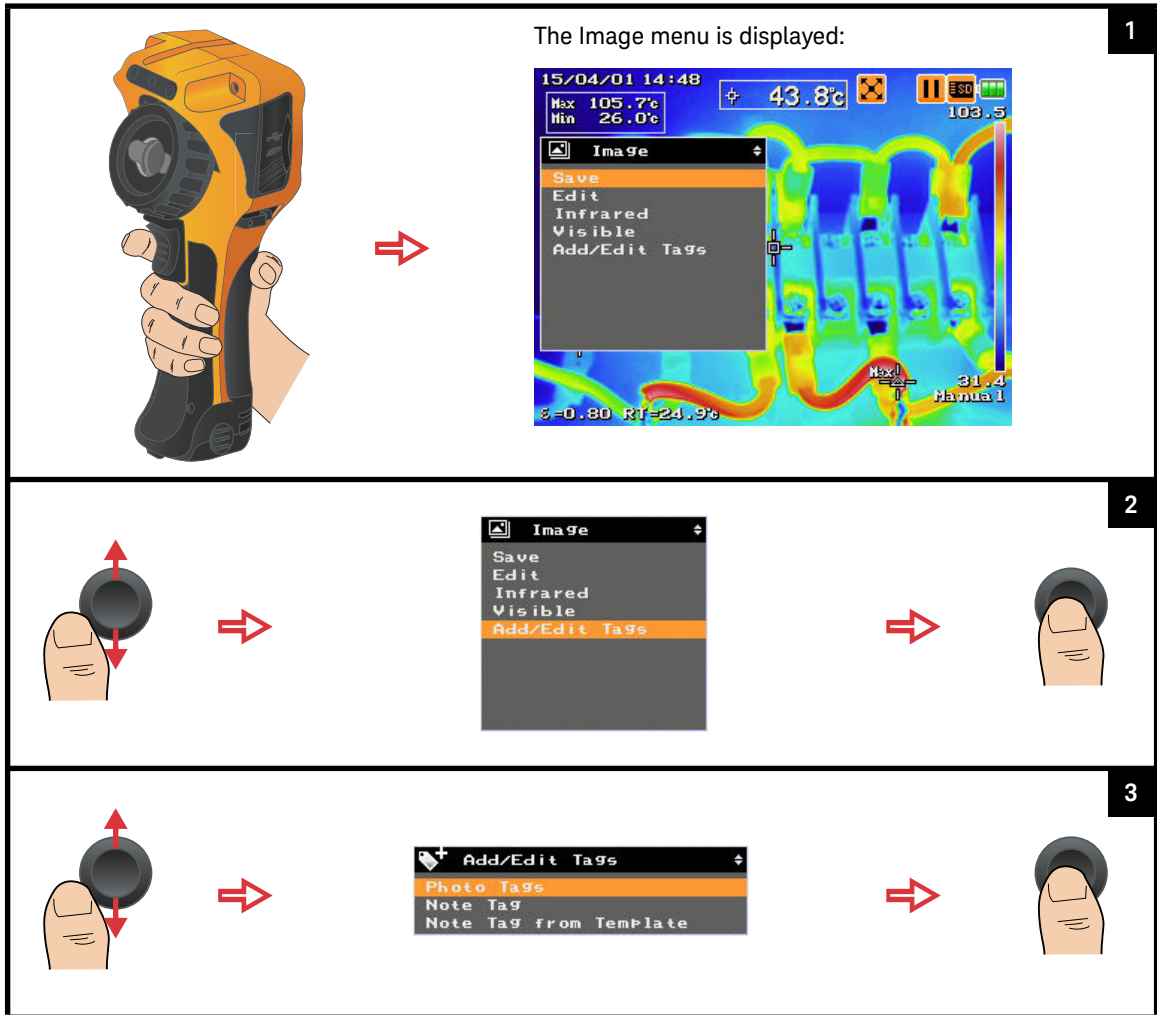 1
The Image menu is displayed:
15/04/01 14:48
Max 105.7℃
Min 26.0℃
43.8℃
SD
103.5
Image
Save
Edit
Infrared
Visible
Add/Edit Tags
Max
31.4
Manual
ε=0.80 RT=24.9℃
2
Image
Save
Edit
Infrared
Visible
Add/Edit Tags
3
Add/Edit Tags
Photo Tags
Note Tag
Note Tag from Template